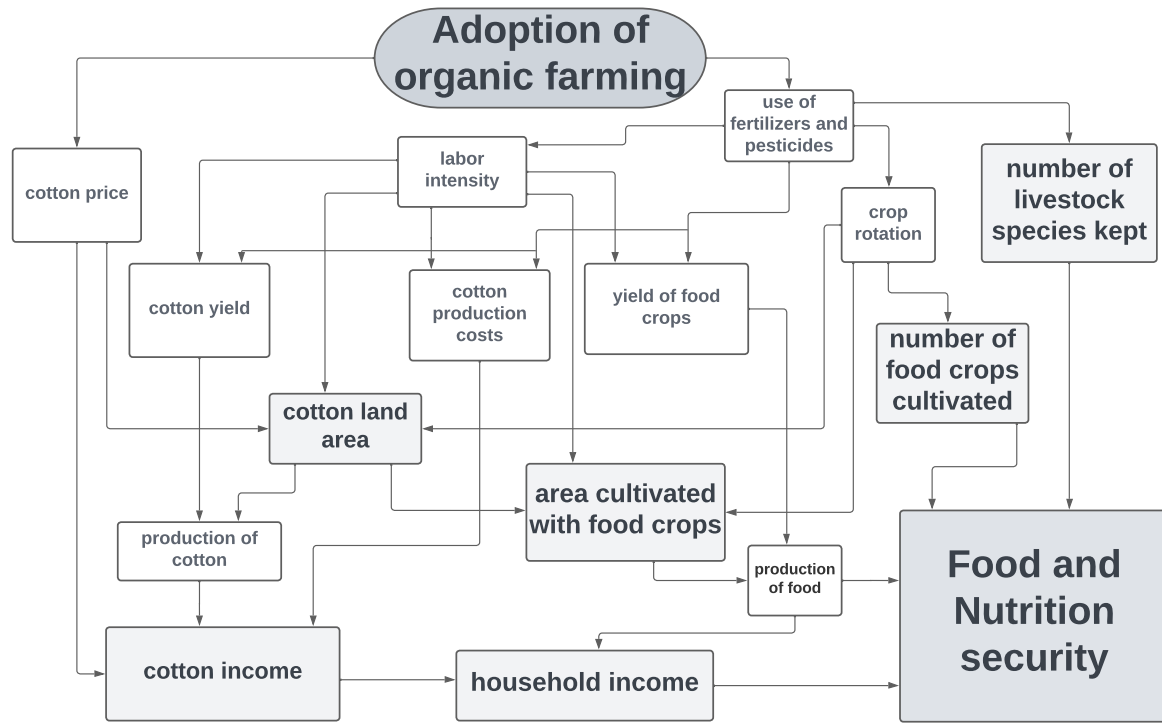 Adoption of
organic farming
use of
fertilizers and
pesticides
labor
intensity
cotton price
number of
livestock
species kept
crop
rotation
cotton yield
cotton
production
costs
yield of food
crops
number of
food crops
cultivated
cotton land
area
area cultivated
with food crops
production of
cotton
production
of food
Food and
Nutrition
security
cotton income
household income